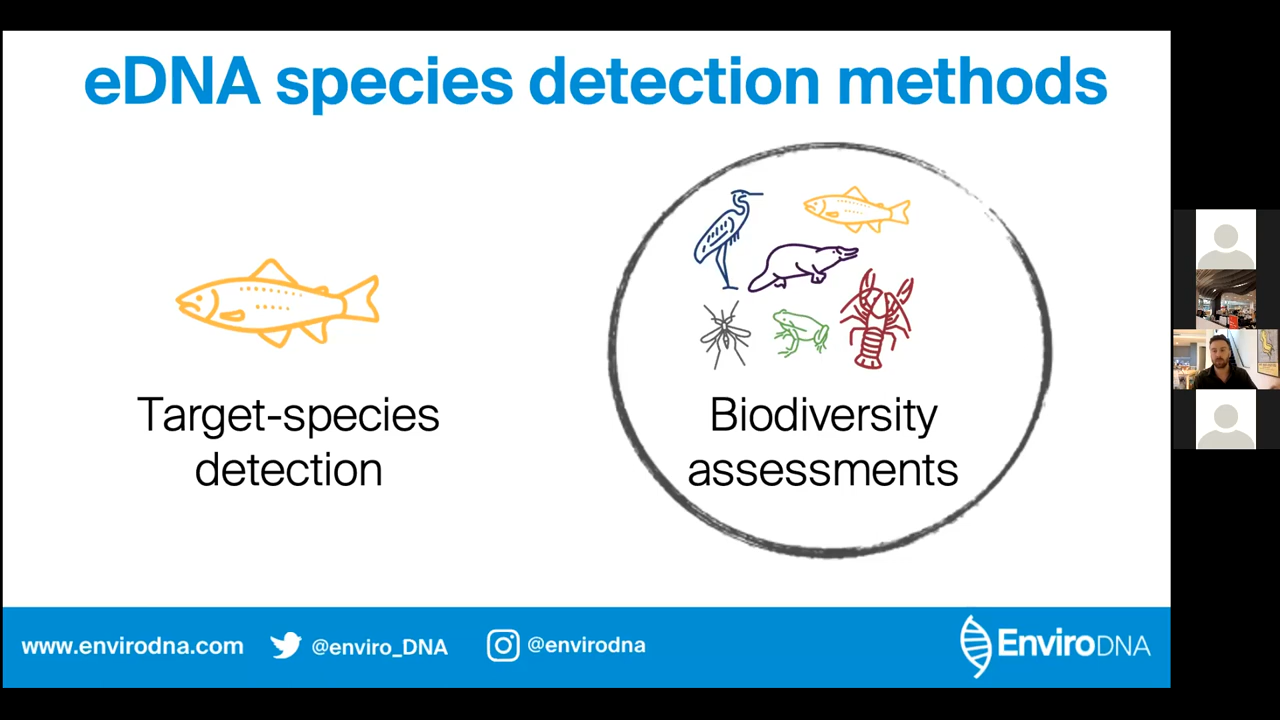 eDNA species detection methods
Target-species
detection
Biodiversity
assessments
www.envirodna.com
@enviro_DNA
@envirodna
EnviroDNA